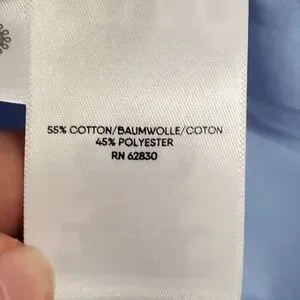 55% COTTON/BAUMWOLLE/COTON
45% POLYESTER
RN 62830